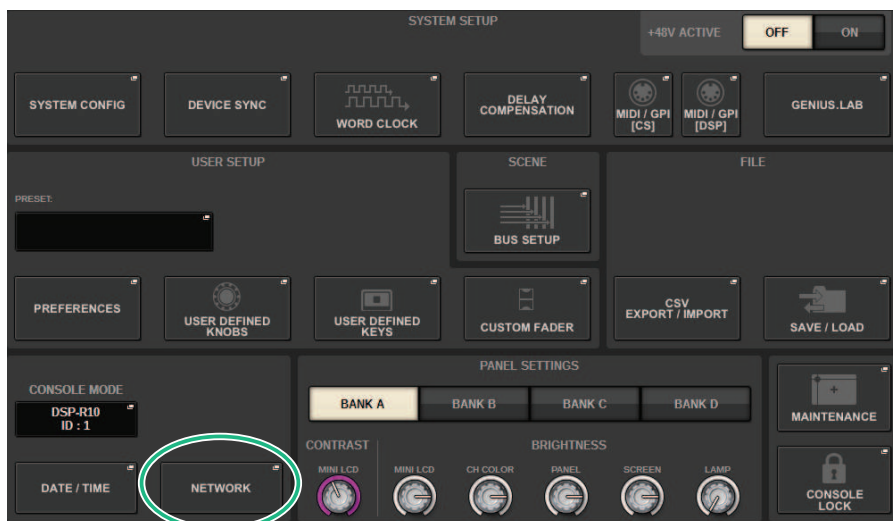 SYSTEM SETUP
+48V ACTIVE
OFF
ON
SYSTEM CONFIG
DEVICE SYNC
WORD CLOCK
DELAY
COMPENSATION
MIDI / GPI
[CS]
MIDI / GPI
[DSP]
GENIUS.LAB
USER SETUP
SCENE
FILE
PRESET:
BUS SETUP
PREFERENCES
USER DEFINED
KNOBS
USER DEFINED
KEYS
CUSTOM FADER
CSV
EXPORT / IMPORT
SAVE / LOAD
CONSOLE MODE
DSP-R10
ID : 1
PANEL SETTINGS
BANK A
BANK B
BANK C
BANK D
MAINTENANCE
CONTRAST
BRIGHTNESS
MINI LCD
MINI LCD
CH COLOR
PANEL
SCREEN
LAMP
DATE / TIME
NETWORK
CONSOLE
LOCK